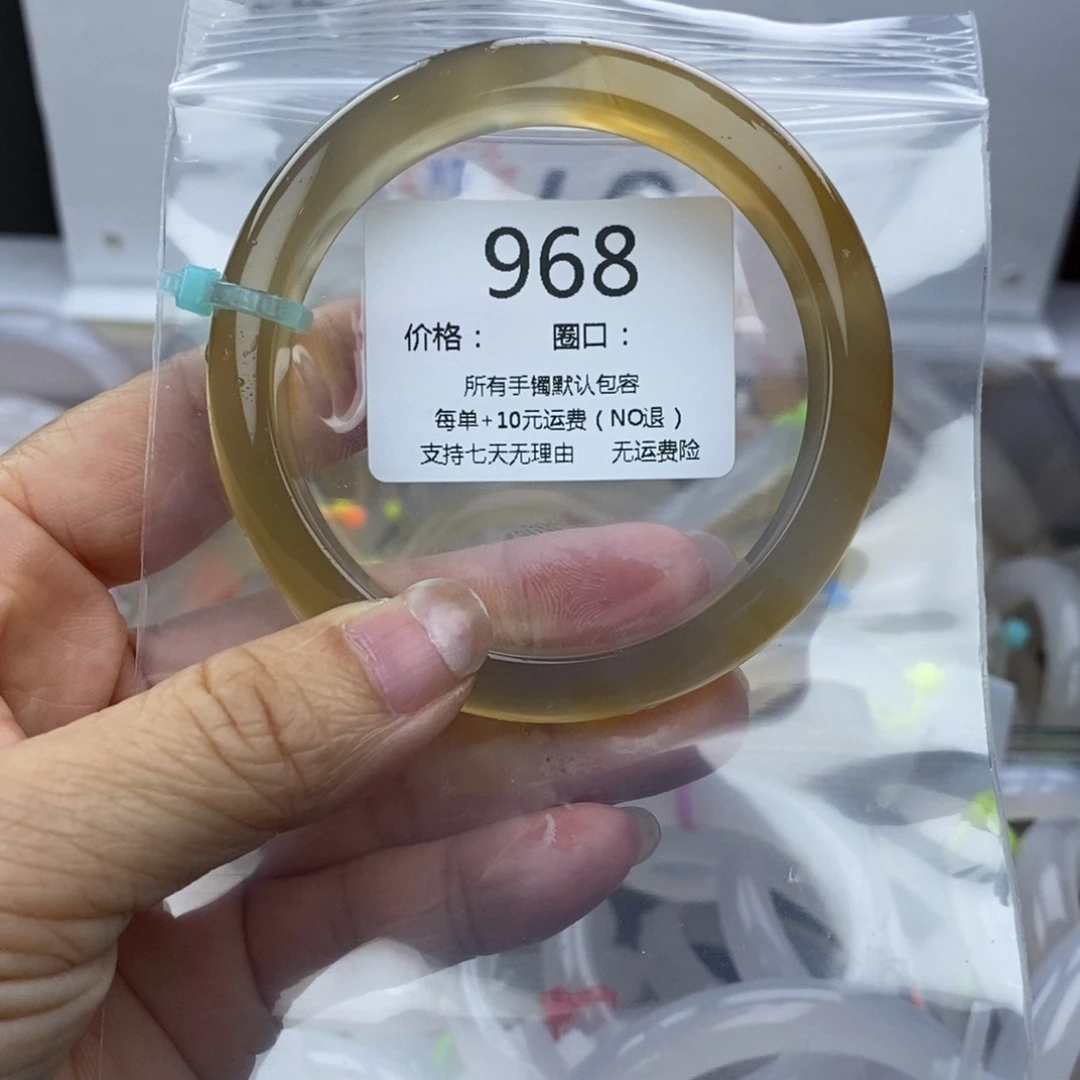 968
价格： 圈口：
所有手镯默认包容
每单+10元运费（NO退）
支持七天无理由 无运费险